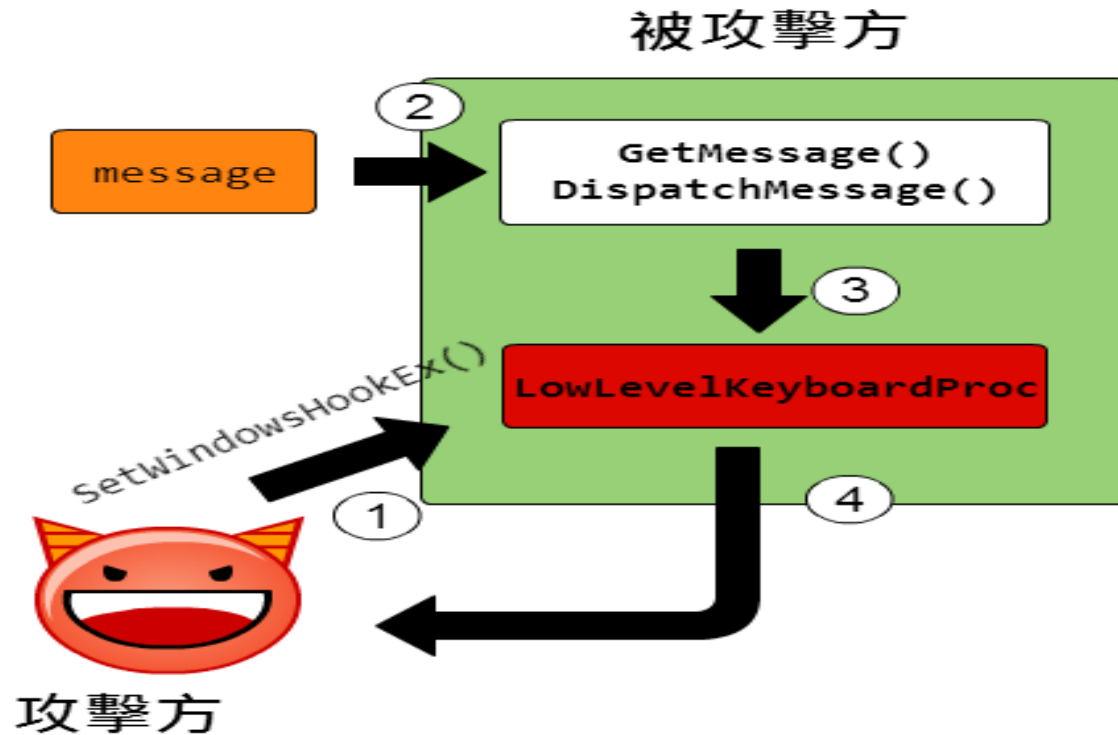 被攻擊方
2
message
GetMessage()
DispatchMessage()
3
SetWindowsHookEx()
LowLevelKeyboardProc
1
4
攻擊方